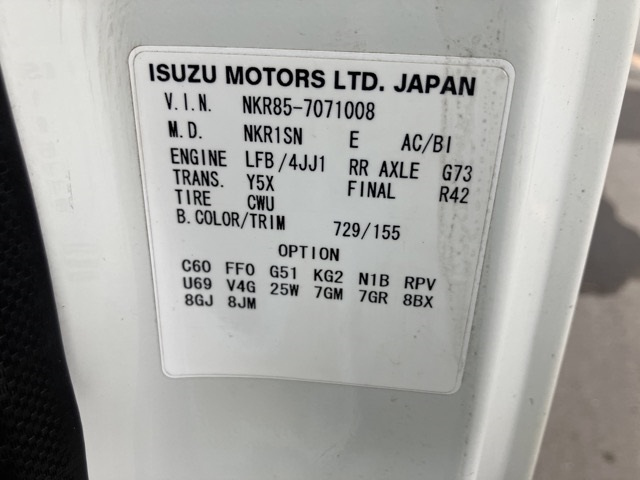 ISUZU MOTORS LTD. JAPAN
V.I.N. NKR85-7071008
M.D. NKR1SN E AC/BI
ENGINE LFB/4JJ1 RR AXLE G73
TRANS. Y5X FINAL R42
TIRE CWU
B.COLOR/TRIM 729/155
OPTION
C60 FF0 G51 KG2 N1B RPV
U69 V4G 25W 7GM 7GR 8BX
8GJ 8JM